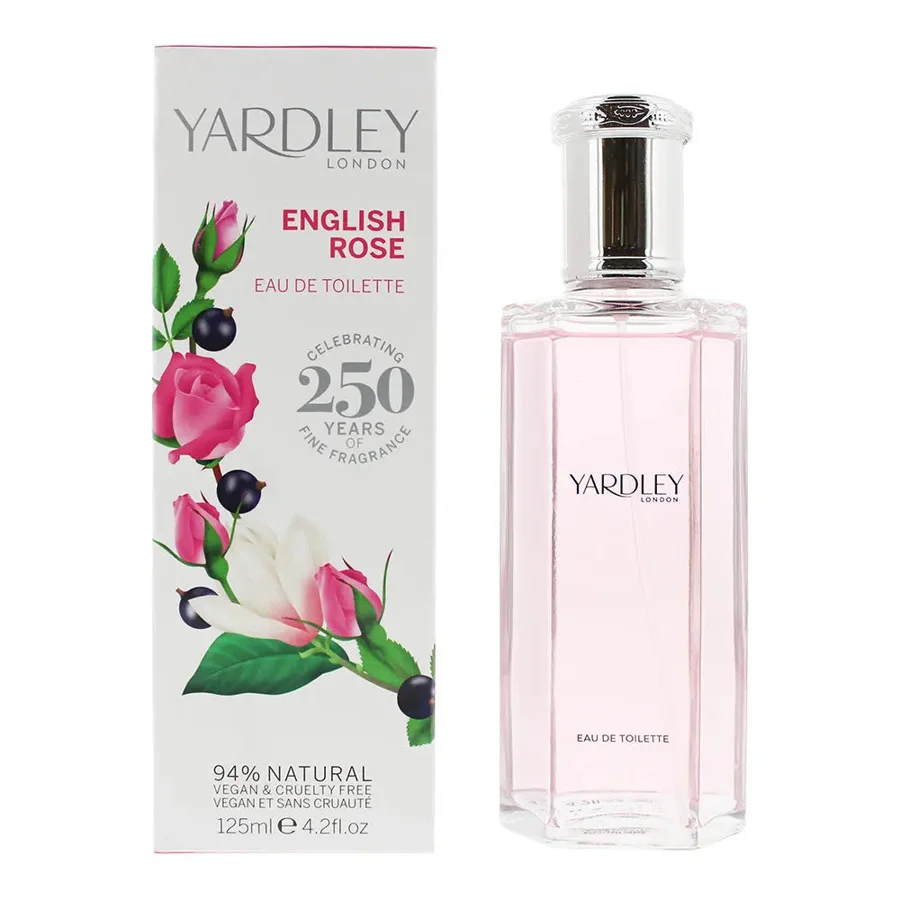 YARDLEY
LONDON
ENGLISH
ROSE
EAU DE TOILETTE
CELEBRATING
250
YEARS
OF
FINE FRAGRANCE
94% NATURAL
VEGAN & CRUELTY FREE
VEGAN ET SANS CRUAUTÉ
125ml ℮ 4.2fl.oz
YARDLEY
LONDON
EAU DE TOILETTE